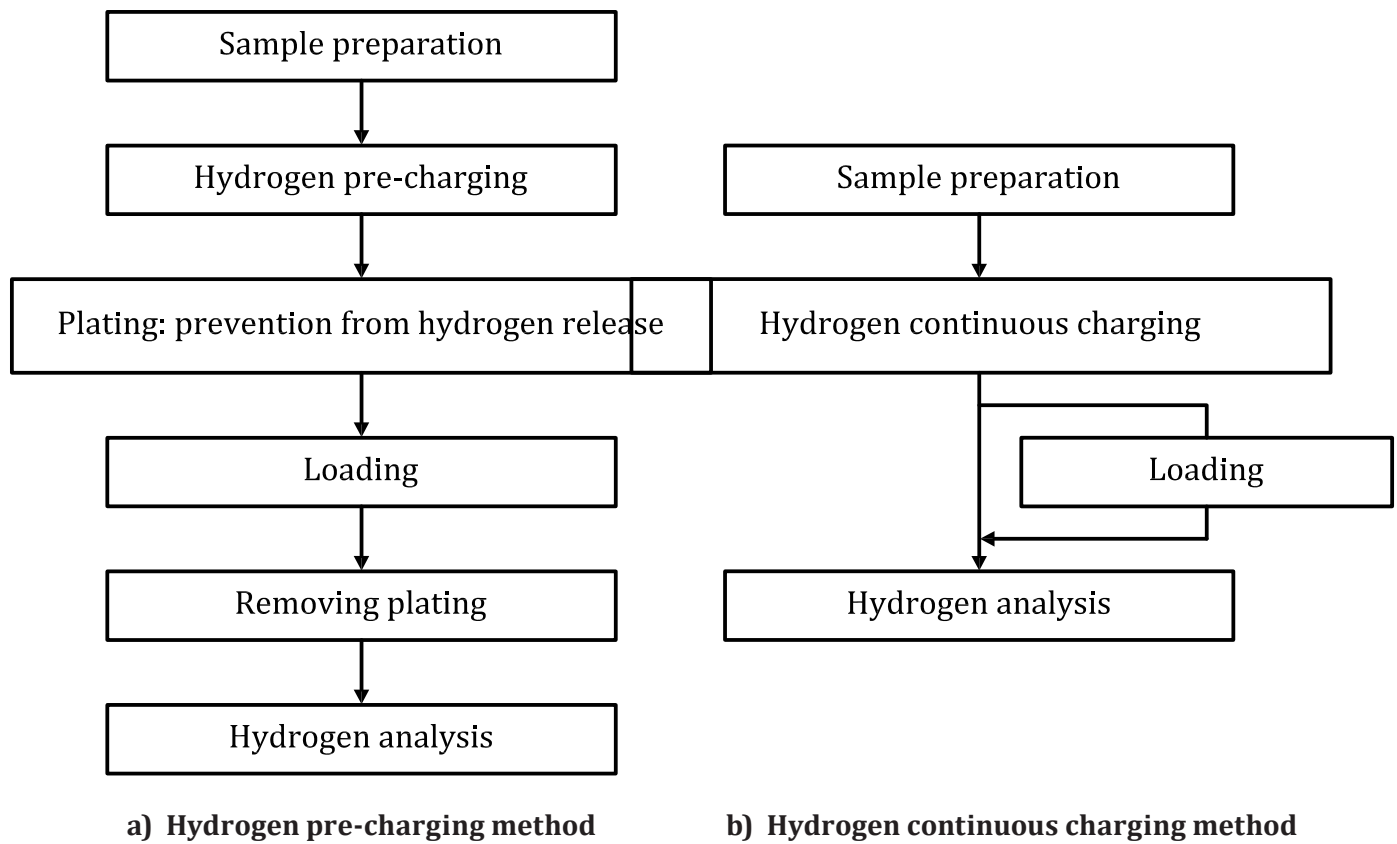 Sample preparation
Hydrogen pre-charging
Plating: prevention from hydrogen release
Loading
Removing plating
Hydrogen analysis
a) Hydrogen pre-charging method
Sample preparation
Hydrogen continuous charging
Loading
Hydrogen analysis
b) Hydrogen continuous charging method